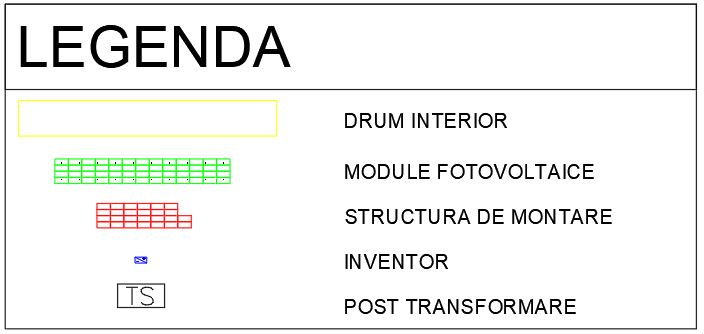 LEGENDA
DRUM INTERIOR
MODULE FOTOVOLTAICE
STRUCTURA DE MONTARE
INVENTOR
TS
POST TRANSFORMARE